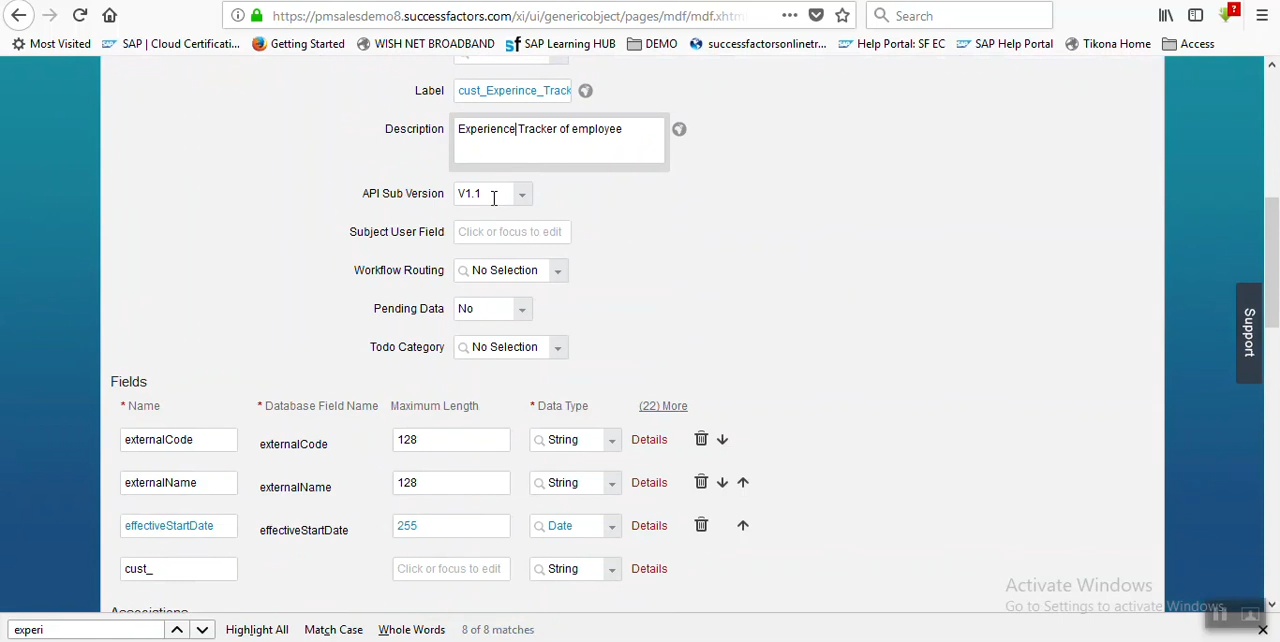 https://pmsalesdemo8.successfactors.com/xi/ui/genericobject/pages/mdf/mdf.xhtml
Search
?
Most Visited
SAP | Cloud Certificati...
Getting Started
WISH NET BROADBAND
SAP Learning HUB
DEMO
successfactorsonlinetr...
Help Portal: SF EC
SAP Help Portal
Tikona Home
Access
Label
cust_Experince_Track
Description
Experience Tracker of employee
API Sub Version
V1.1
Subject User Field
Click or focus to edit
Workflow Routing
No Selection
Pending Data
No
Todo Category
No Selection
Support
Fields
* Name
* Database Field Name
Maximum Length
* Data Type
(22) More
externalCode
externalCode
128
String
Details
externalName
externalName
128
String
Details
effectiveStartDate
effectiveStartDate
255
Date
Details
cust_
Click or focus to edit
String
Details
Associations
Activate Windows
Go to Settings to activate Windows.
experi
Highlight All
Match Case
Whole Words
8 of 8 matches